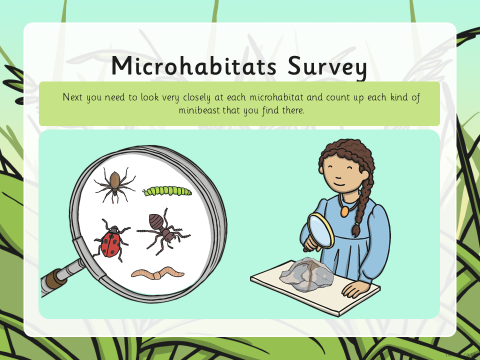 Microhabitats Survey
Next you need to look very closely at each microhabitat and count up each kind of
minibeast that you find there.